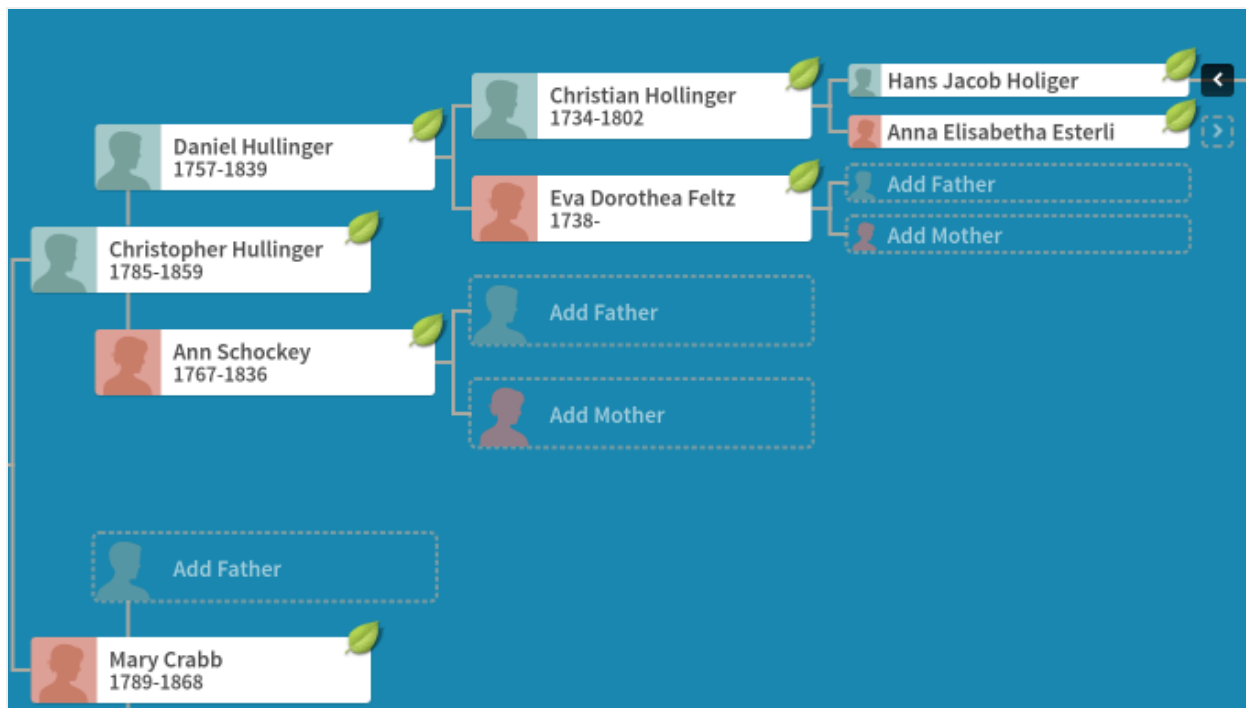 Hans Jacob Holiger
Christian Hollinger
1734-1802
Anna Elisabetha Esterli
Daniel Hullinger
1757-1839
Add Father
Eva Dorothea Feltz
1738-
Add Mother
Christopher Hullinger
1785-1859
Add Father
Ann Schockey
1767-1836
Add Mother
Add Father
Mary Crabb
1789-1868